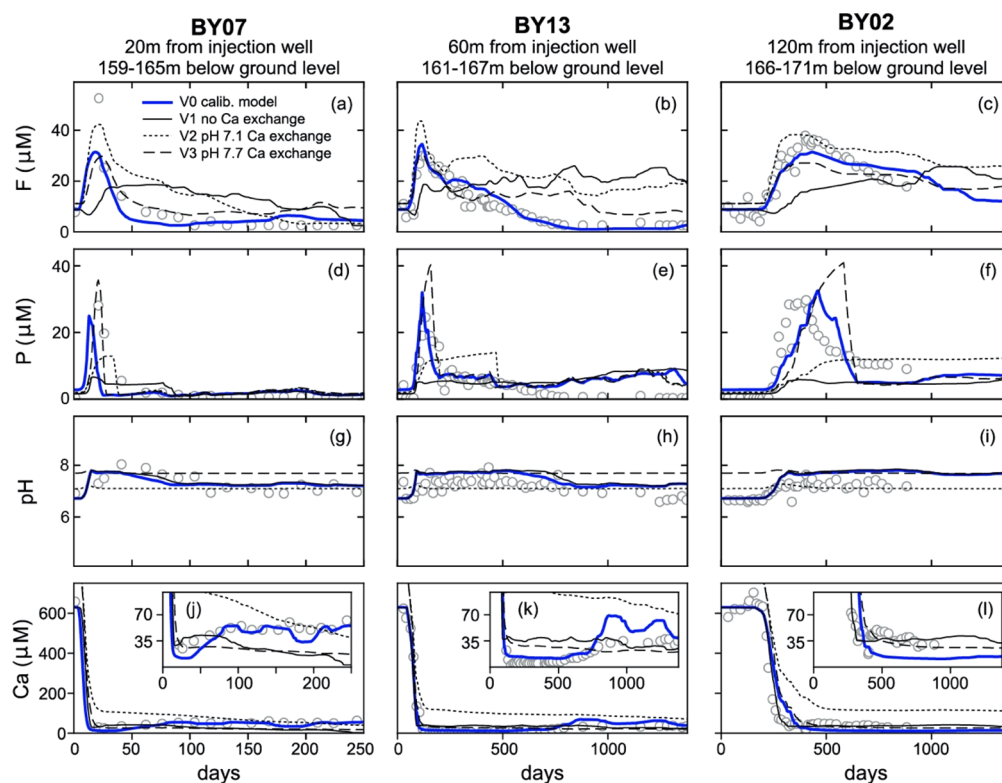 BY07
20m from injection well
159-165m below ground level
BY13
60m from injection well
161-167m below ground level
BY02
120m from injection well
166-171m below ground level
(a)
V0 calib. model
V1 no Ca exchange
V2 pH 7.1 Ca exchange
V3 pH 7.7 Ca exchange
(b)
(c)
F (µM)
40
20
0
(d)
(e)
(f)
P (µM)
40
20
0
(g)
(h)
(i)
pH
8
6
(j)
70
35
0 100 200
(k)
70
35
0 500 1000
(l)
70
35
0 500 1000
Ca (µM)
600
400
200
0
0 50 100 150 200 250
0 500 1000
0 500 1000
days
days
days